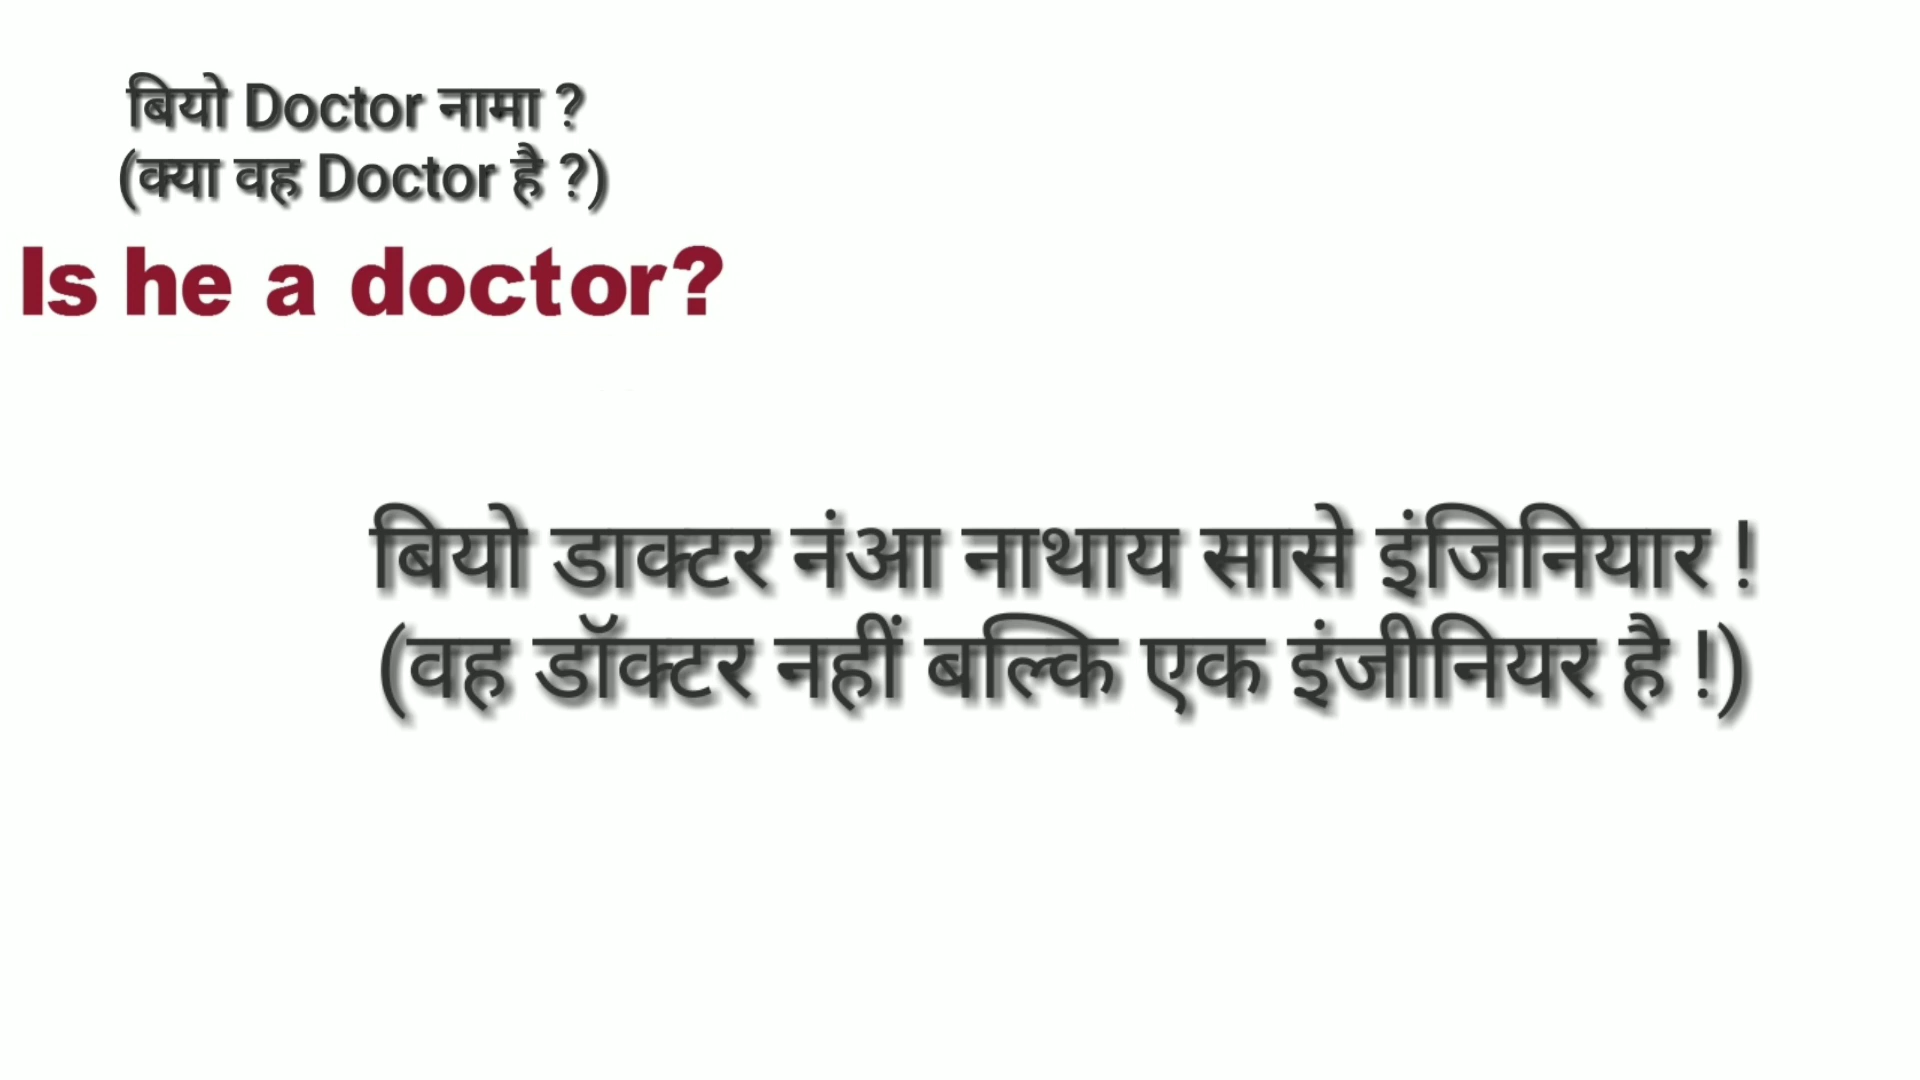 बियो Doctor नामा ?
(क्या वह Doctor है ?)
Is he a doctor?
बियो डाक्टर नंआ नाथाय सासे इंजिनियार !
(वह डॉक्टर नहीं बल्कि एक इंजीनियर है !)